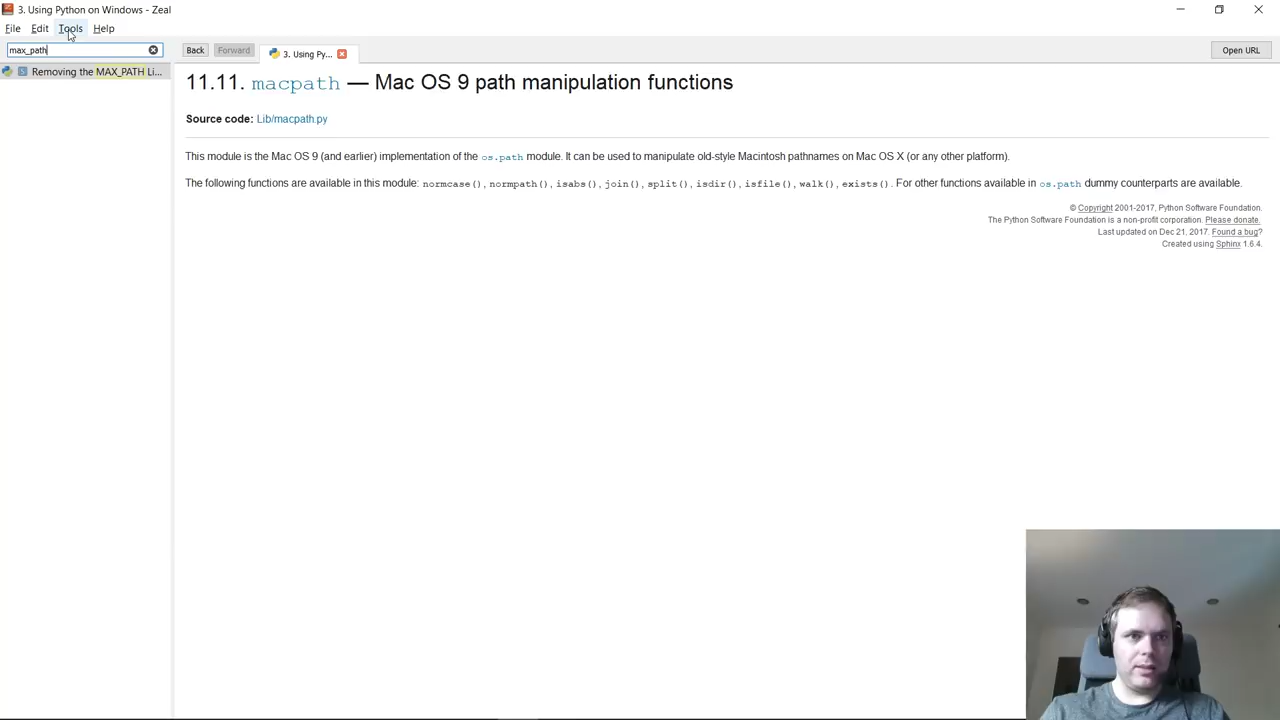 3. Using Python on Windows - Zeal
File Edit Tools Help
max_path
Back Forward 3. Using Py... Open URL
Removing the MAX_PATH Li...
11.11. macpath — Mac OS 9 path manipulation functions
Source code: Lib/macpath.py
This module is the Mac OS 9 (and earlier) implementation of the os.path module. It can be used to manipulate old-style Macintosh pathnames on Mac OS X (or any other platform).
The following functions are available in this module: normcase(), normpath(), isabs(), join(), split(), isdir(), isfile(), walk(), exists(). For other functions available in os.path dummy counterparts are available.
© Copyright 2001-2017, Python Software Foundation.
The Python Software Foundation is a non-profit corporation. Please donate.
Last updated on Dec 21, 2017. Found a bug?
Created using Sphinx 1.6.4.